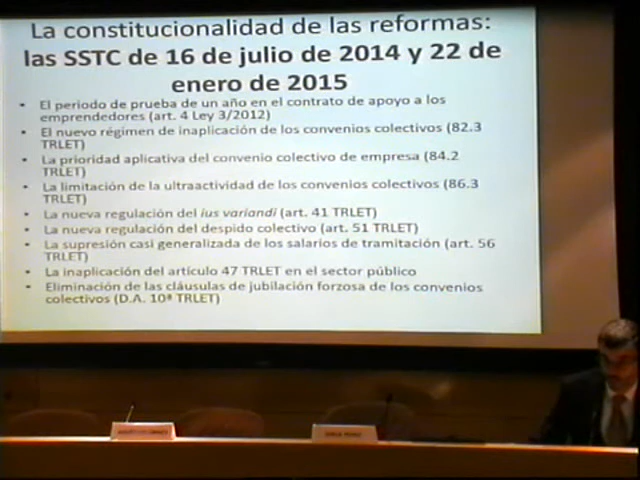 La constitucionalidad de las reformas:
las SSTC de 16 de julio de 2014 y 22 de
enero de 2015
• El periodo de prueba de un año en el contrato de apoyo a los
emprendedores (art. 4 Ley 3/2012)
• El nuevo régimen de inaplicación de los convenios colectivos (82.3
TRLET)
• La prioridad aplicativa del convenio colectivo de empresa (84.2
TRLET)
• La limitación de la ultraactividad de los convenios colectivos (86.3
TRLET)
• La nueva regulación del ius variandi (art. 41 TRLET)
• La nueva regulación del despido colectivo (art. 51 TRLET)
• La supresión casi generalizada de los salarios de tramitación (art. 56
TRLET)
• La inaplicación del artículo 47 TRLET en el sector público
• Eliminación de las cláusulas de jubilación forzosa de los convenios
colectivos (D.A. 10ª TRLET)